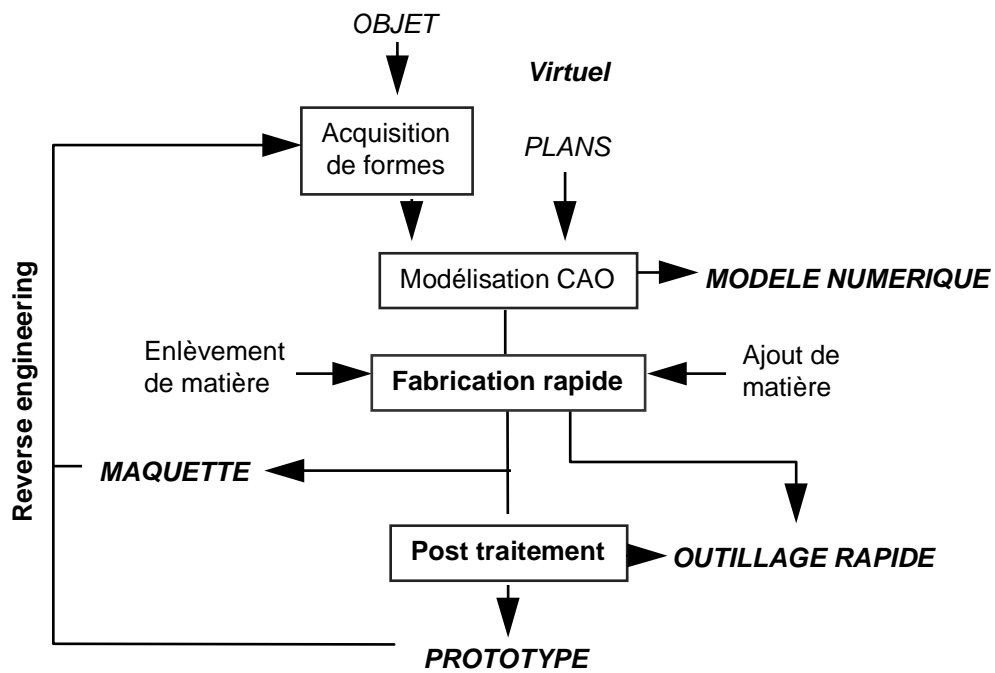 OBJET
Virtuel
Acquisition
de formes
PLANS
Modélisation CAO
MODELE NUMERIQUE
Reverse engineering
Enlèvement
de matière
Fabrication rapide
Ajout de
matière
MAQUETTE
Post traitement
OUTILLAGE RAPIDE
PROTOTYPE